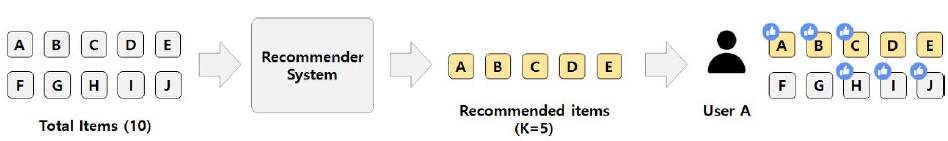 A B C D E
F G H I J
Total Items (10)
Recommender
System
A B C D E
Recommended items
(K=5)
User A
A B C D E
F G H I J